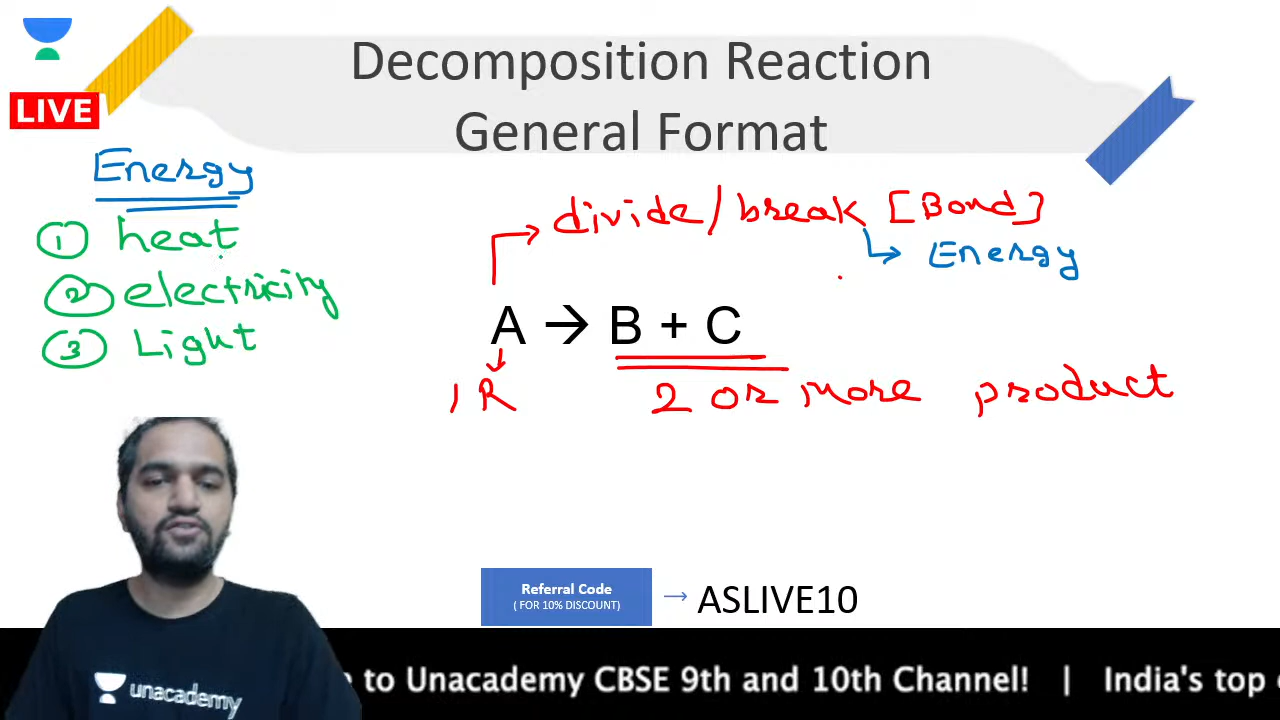 Decomposition Reaction
General Format
LIVE
Energy
① heat
② electricity
③ Light
divide/break [Bond]
Energy
A → B + C
1 R
2 or more product
Referral Code
( FOR 10% DISCOUNT)
→ ASLIVE10
unacademy
to Unacademy CBSE 9th and 10th Channel! | India's top